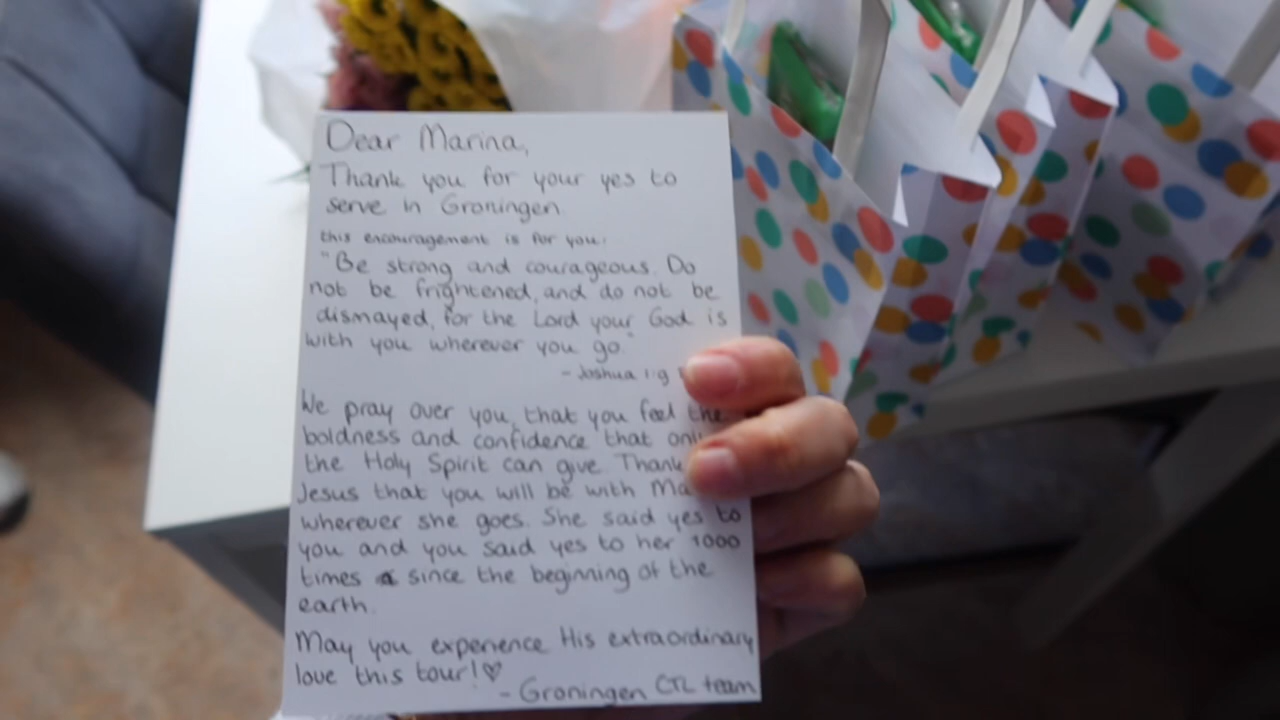 Dear Marina,
Thank you for your yes to
serve in Groningen
this encouragement is for you:
"Be strong and courageous. Do
not be frightened, and do not be
dismayed, for the Lord your God is
with you wherever you go."
- Joshua 1:9
We pray over you, that you feel the
boldness and confidence that
the Holy Spirit can give. Thank
Jesus that you will be with
wherever she goes. She said yes to
you and you said yes to her 1000
times since the beginning of the
earth.
May you experience His extraordinary
love this tour!♡
- Groningen CTL team